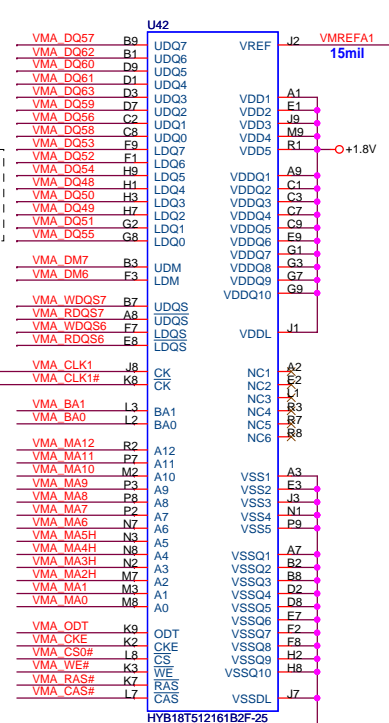 U42
VMA_DQ57 B9 UDQ7 VREF J2 VMREFA1
VMA_DQ62 B1 UDQ6 15mil
VMA_DQ60 D9 UDQ5
VMA_DQ61 D1 UDQ4
VMA_DQ63 D3 UDQ3 VDD1 A1
VMA_DQ59 D7 UDQ2 VDD2 E1
VMA_DQ56 C2 UDQ1 VDD3 J9
VMA_DQ58 C8 UDQ0 VDD4 M9
VMA_DQ53 F9 LDQ7 VDD5 R1 +1.8V
VMA_DQ52 F1 LDQ6
VMA_DQ54 H9 LDQ5 VDDQ1 A9
VMA_DQ48 H1 LDQ4 VDDQ2 C1
VMA_DQ50 H3 LDQ3 VDDQ3 C3
VMA_DQ49 H7 LDQ2 VDDQ4 C7
VMA_DQ51 G2 LDQ1 VDDQ5 C9
VMA_DQ55 G8 LDQ0 VDDQ6 E9
VDDQ7 G1
VMA_DM7 B3 UDM VDDQ8 G3
VMA_DM6 F3 LDM VDDQ9 G7
VDDQ10 G9
VMA_WDQS7 B7 UDQS
VMA_RDQS7 A8 UDQS
VMA_WDQS6 F7 LDQS VDDL J1
VMA_RDQS6 E8 LDQS
VMA_CLK1 J8 CK NC1 A2
VMA_CLK1# K8 CK NC2 E2
NC3 L1
VMA_BA1 L3 BA1 NC4 R3
VMA_BA0 L2 BA0 NC5 R7
NC6 R8
VMA_MA12 R2 A12
VMA_MA11 P7 A11
VMA_MA10 M2 A10 VSS1 A3
VMA_MA9 P3 A9 VSS2 E3
VMA_MA8 P8 A8 VSS3 J3
VMA_MA7 P2 A7 VSS4 N1
VMA_MA6 N7 A6 VSS5 P9
VMA_MA5H N3 A5
VMA_MA4H N8 A4 VSSQ1 A7
VMA_MA3H N2 A3 VSSQ2 B2
VMA_MA2H M7 A2 VSSQ3 B8
VMA_MA1 M3 A1 VSSQ4 D2
VMA_MA0 M8 A0 VSSQ5 D8
VSSQ6 E7
VMA_ODT K9 ODT VSSQ7 F2
VMA_CKE K2 CKE VSSQ8 F8
VMA_CS0# L8 CS VSSQ9 H2
VMA_WE# K3 WE VSSQ10 H8
VMA_RAS# K7 RAS
VMA_CAS# L7 CAS VSSDL J7
HYB18T512161B2F-25